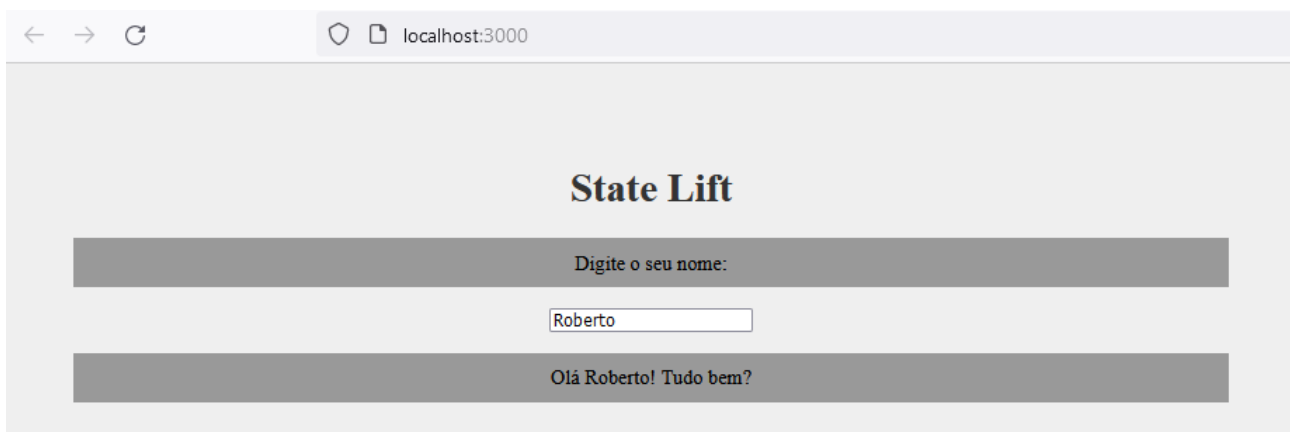 localhost:3000
State Lift
Digite o seu nome:
Roberto
Olá Roberto! Tudo bem?